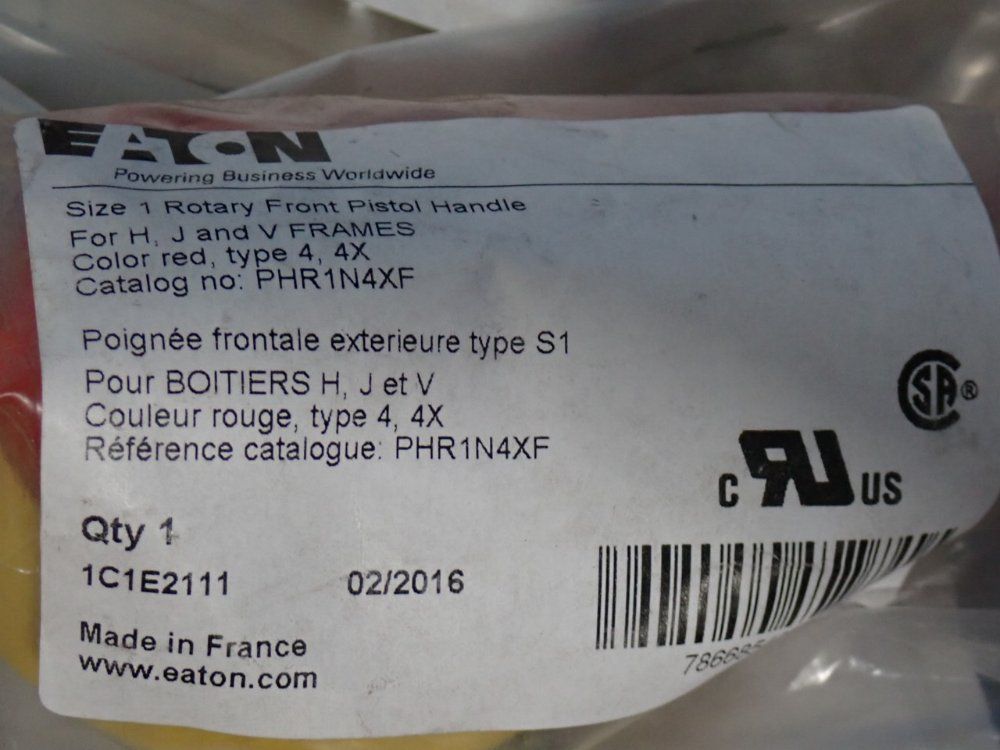 EATON
Powering Business Worldwide
Size 1 Rotary Front Pistol Handle
For H, J and V FRAMES
Color red, type 4, 4X
Catalog no: PHR1N4XF
Poignée frontale exterieure type S1
Pour BOITIERS H, J et V
Couleur rouge, type 4, 4X
Référence catalogue: PHR1N4XF
SA ®
C RU US
Qty 1
1C1E2111 02/2016
Made in France
www.eaton.com